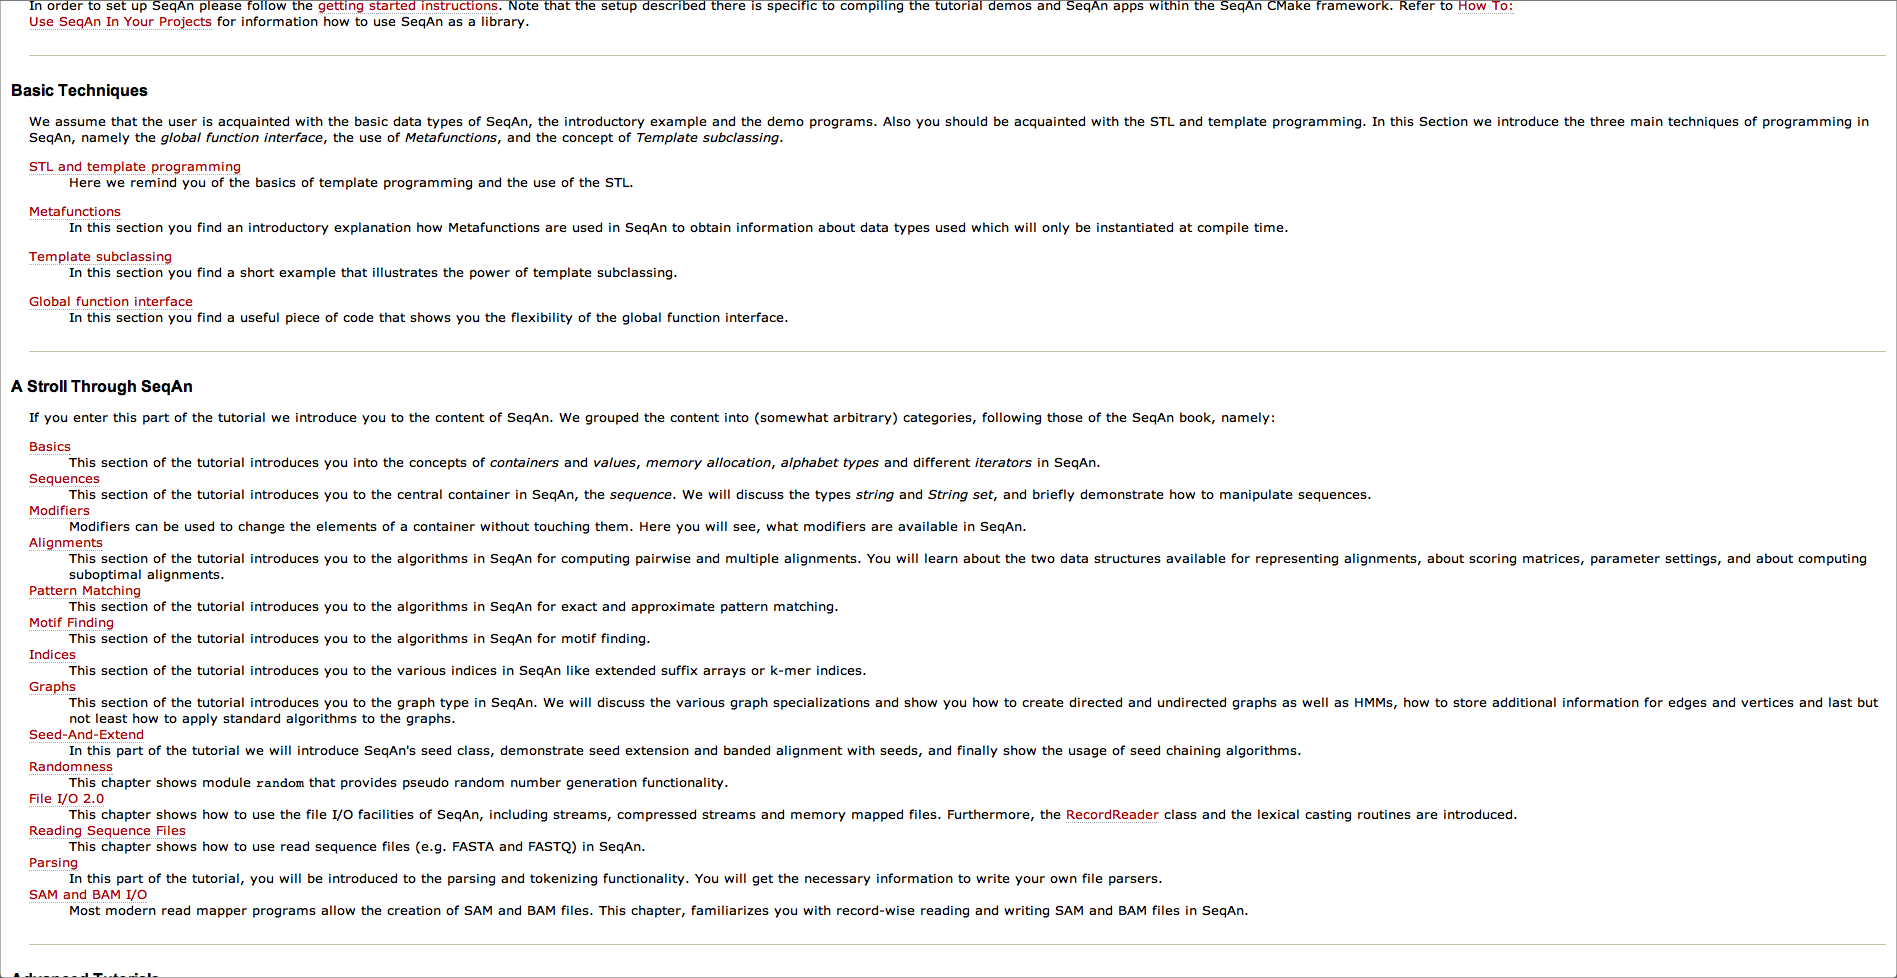 In order to set up SeqAn please follow the getting started instructions. Note that the setup described there is specific to compiling the tutorial demos and SeqAn apps within the SeqAn CMake framework. Refer to How To:
Use SeqAn In Your Projects for information how to use SeqAn as a library.
Basic Techniques
We assume that the user is acquainted with the basic data types of SeqAn, the introductory example and the demo programs. Also you should be acquainted with the STL and template programming. In this Section we introduce the three main techniques of programming in
SeqAn, namely the global function interface, the use of Metafunctions, and the concept of Template subclassing.
STL and template programming
Here we remind you of the basics of template programming and the use of the STL.
Metafunctions
In this section you find an introductory explanation how Metafunctions are used in SeqAn to obtain information about data types used which will only be instantiated at compile time.
Template subclassing
In this section you find a short example that illustrates the power of template subclassing.
Global function interface
In this section you find a useful piece of code that shows you the flexibility of the global function interface.
A Stroll Through SeqAn
If you enter this part of the tutorial we introduce you to the content of SeqAn. We grouped the content into (somewhat arbitrary) categories, following those of the SeqAn book, namely:
Basics
This section of the tutorial introduces you into the concepts of containers and values, memory allocation, alphabet types and different iterators in SeqAn.
Sequences
This section of the tutorial introduces you to the central container in SeqAn, the sequence. We will discuss the types string and String set, and briefly demonstrate how to manipulate sequences.
Modifiers
Modifiers can be used to change the elements of a container without touching them. Here you will see, what modifiers are available in SeqAn.
Alignments
This section of the tutorial introduces you to the algorithms in SeqAn for computing pairwise and multiple alignments. You will learn about the two data structures available for representing alignments, about scoring matrices, parameter settings, and about computing
suboptimal alignments.
Pattern Matching
This section of the tutorial introduces you to the algorithms in SeqAn for exact and approximate pattern matching.
Motif Finding
This section of the tutorial introduces you to the algorithms in SeqAn for motif finding.
Indices
This section of the tutorial introduces you to the various indices in SeqAn like extended suffix arrays or k-mer indices.
Graphs
This section of the tutorial introduces you to the graph type in SeqAn. We will discuss the various graph specializations and show you how to create directed and undirected graphs as well as HMMs, how to store additional information for edges and vertices and last but
not least how to apply standard algorithms to the graphs.
Seed-And-Extend
In this part of the tutorial we will introduce SeqAn's seed class, demonstrate seed extension and banded alignment with seeds, and finally show the usage of seed chaining algorithms.
Randomness
This chapter shows module random that provides pseudo random number generation functionality.
File I/O 2.0
This chapter shows how to use the file I/O facilities of SeqAn, including streams, compressed streams and memory mapped files. Furthermore, the RecordReader class and the lexical casting routines are introduced.
Reading Sequence Files
This chapter shows how to use read sequence files (e.g. FASTA and FASTQ) in SeqAn.
Parsing
In this part of the tutorial, you will be introduced to the parsing and tokenizing functionality. You will get the necessary information to write your own file parsers.
SAM and BAM I/O
Most modern read mapper programs allow the creation of SAM and BAM files. This chapter, familiarizes you with record-wise reading and writing SAM and BAM files in SeqAn.
Advanced Tutorials